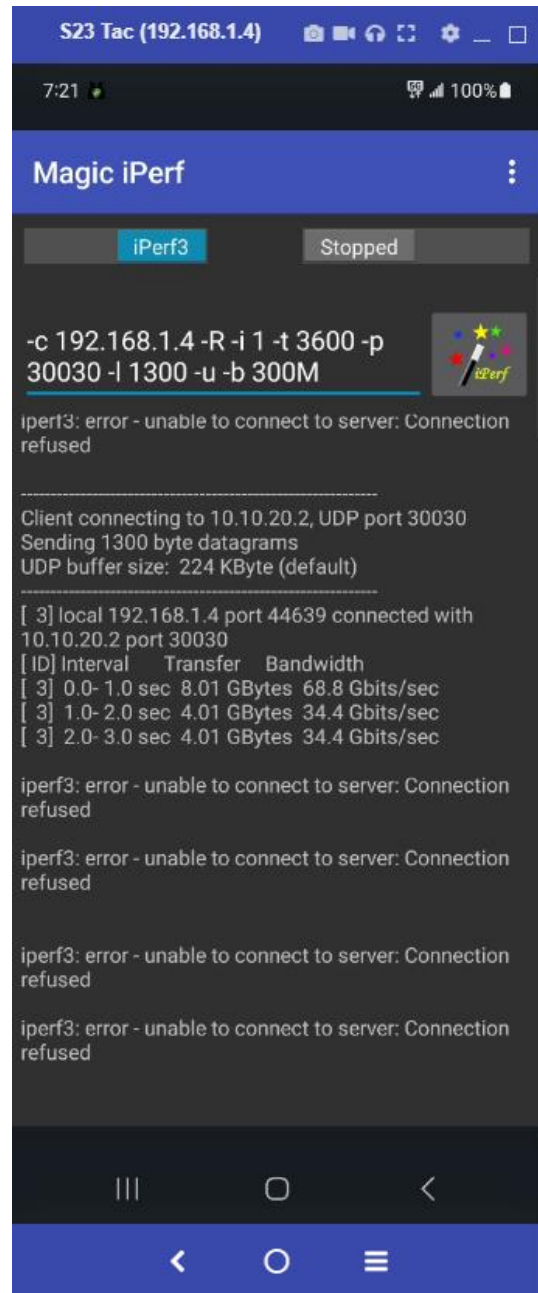 S23 Tac (192.168.1.4)
7:21
100%
Magic iPerf
iPerf3
Stopped
-c 192.168.1.4 -R -i 1 -t 3600 -p
30030 -l 1300 -u -b 300M
iPerf
iperf3: error - unable to connect to server: Connection
refused
------------------------------------------------------------
Client connecting to 10.10.20.2, UDP port 30030
Sending 1300 byte datagrams
UDP buffer size:  224 KByte (default)
------------------------------------------------------------
[  3] local 192.168.1.4 port 44639 connected with
10.10.20.2 port 30030
[ ID] Interval       Transfer     Bandwidth
[  3]  0.0- 1.0 sec  8.01 GBytes  68.8 Gbits/sec
[  3]  1.0- 2.0 sec  4.01 GBytes  34.4 Gbits/sec
[  3]  2.0- 3.0 sec  4.01 GBytes  34.4 Gbits/sec
iperf3: error - unable to connect to server: Connection
refused
iperf3: error - unable to connect to server: Connection
refused
iperf3: error - unable to connect to server: Connection
refused
iperf3: error - unable to connect to server: Connection
refused